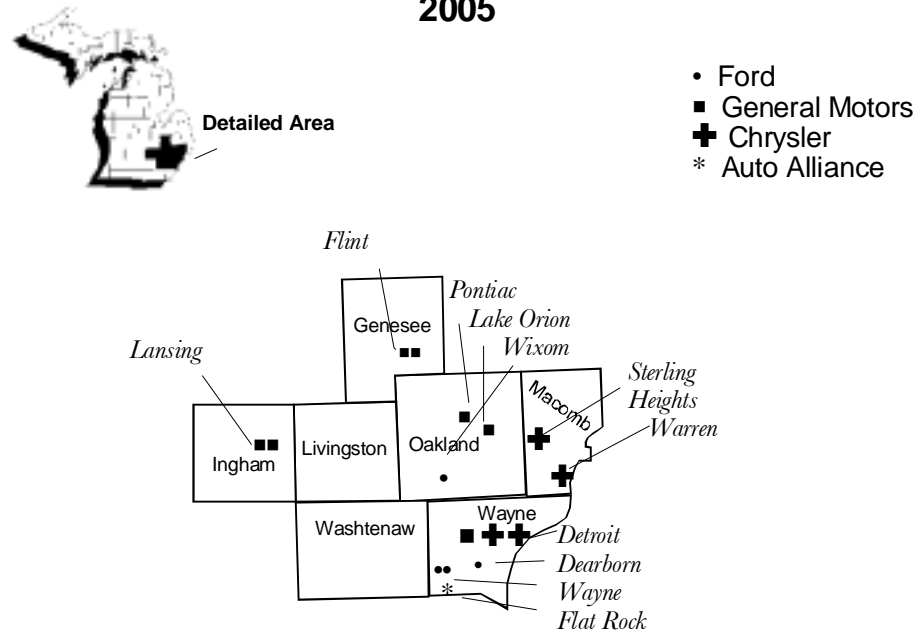 2005
Detailed Area
• Ford
■ General Motors
✚ Chrysler
* Auto Alliance
Flint
Pontiac
Lake Orion
Wixom
Genesee
Lansing
Sterling
Heights
Warren
Macomb
Oakland
Livingston
Ingham
Washtenaw
Wayne
Detroit
Dearborn
Wayne
Flat Rock